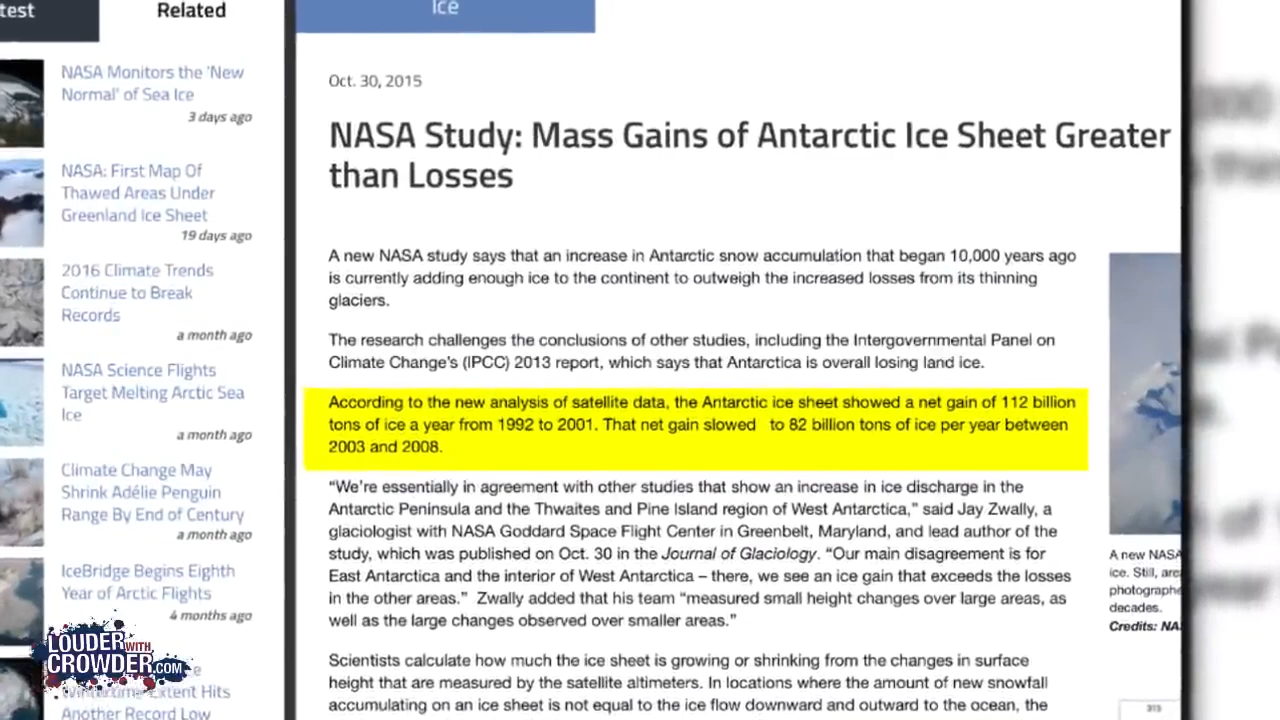 test
Related
NASA Monitors the 'New
Normal' of Sea Ice
3 days ago
NASA: First Map Of
Thawed Areas Under
Greenland Ice Sheet
19 days ago
2016 Climate Trends
Continue to Break
Records
a month ago
NASA Science Flights
Target Melting Arctic Sea
Ice
a month ago
Climate Change May
Shrink Adélie Penguin
Range By End of Century
a month ago
IceBridge Begins Eighth
Year of Arctic Flights
4 months ago
Wintertime Extent Hits
Another Record Low
LOUDER WITH
CROWDER.COM
Ice
Oct. 30, 2015
NASA Study: Mass Gains of Antarctic Ice Sheet Greater
than Losses
A new NASA study says that an increase in Antarctic snow accumulation that began 10,000 years ago
is currently adding enough ice to the continent to outweigh the increased losses from its thinning
glaciers.
The research challenges the conclusions of other studies, including the Intergovernmental Panel on
Climate Change's (IPCC) 2013 report, which says that Antarctica is overall losing land ice.
According to the new analysis of satellite data, the Antarctic ice sheet showed a net gain of 112 billion
tons of ice a year from 1992 to 2001. That net gain slowed to 82 billion tons of ice per year between
2003 and 2008.
“We're essentially in agreement with other studies that show an increase in ice discharge in the
Antarctic Peninsula and the Thwaites and Pine Island region of West Antarctica,” said Jay Zwally, a
glaciologist with NASA Goddard Space Flight Center in Greenbelt, Maryland, and lead author of the
study, which was published on Oct. 30 in the Journal of Glaciology. “Our main disagreement is for
East Antarctica and the interior of West Antarctica – there, we see an ice gain that exceeds the losses
in the other areas.” Zwally added that his team “measured small height changes over large areas, as
well as the large changes observed over smaller areas.”
Scientists calculate how much the ice sheet is growing or shrinking from the changes in surface
height that are measured by the satellite altimeters. In locations where the amount of new snowfall
accumulating on an ice sheet is not equal to the ice flow downward and outward to the ocean, the
A new NASA
ice. Still, arc
photographe
decades.
Credits: NA